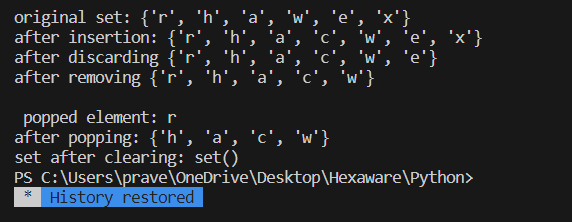 original set: {'r', 'h', 'a', 'w', 'e', 'x'}
after insertion: {'r', 'h', 'a', 'c', 'w', 'e', 'x'}
after discarding {'r', 'h', 'a', 'c', 'w', 'e'}
after removing {'r', 'h', 'a', 'c', 'w'}
popped element: r
after popping: {'h', 'a', 'c', 'w'}
set after clearing: set()
PS C:\Users\prave\OneDrive\Desktop\Hexaware\Python>
* History restored